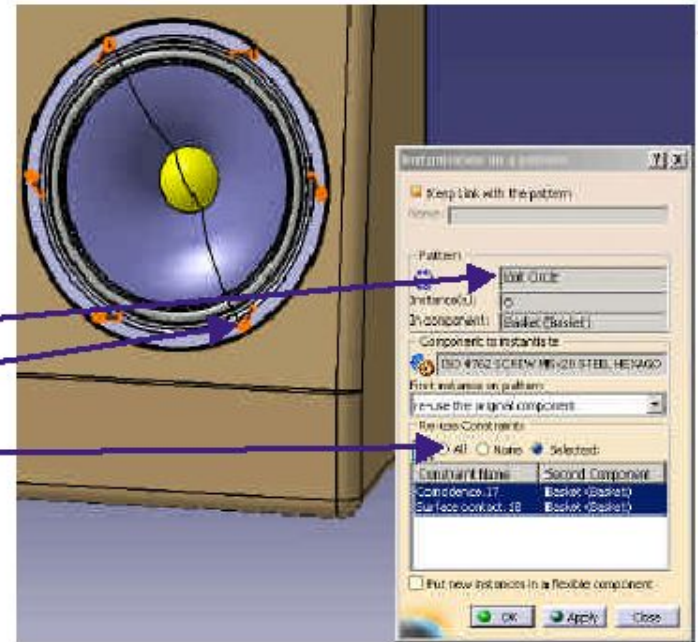 Instantiation on a pattern
Keep Link with the pattern
Name:
Pattern
Bolt Circle
Instance(s):
6
In component:
Basket (Basket)
Component to instantiate
ISO 4762 SCREW M6x20 STEEL HEXAGO
First instance on pattern
re-use the original component
Re-use Constraints
All None Selected:
Constraint Name Second Component
Coincidence.17 Basket (Basket)
Surface contact.18 Basket (Basket)
Put new instances in a flexible component
OK Apply Close